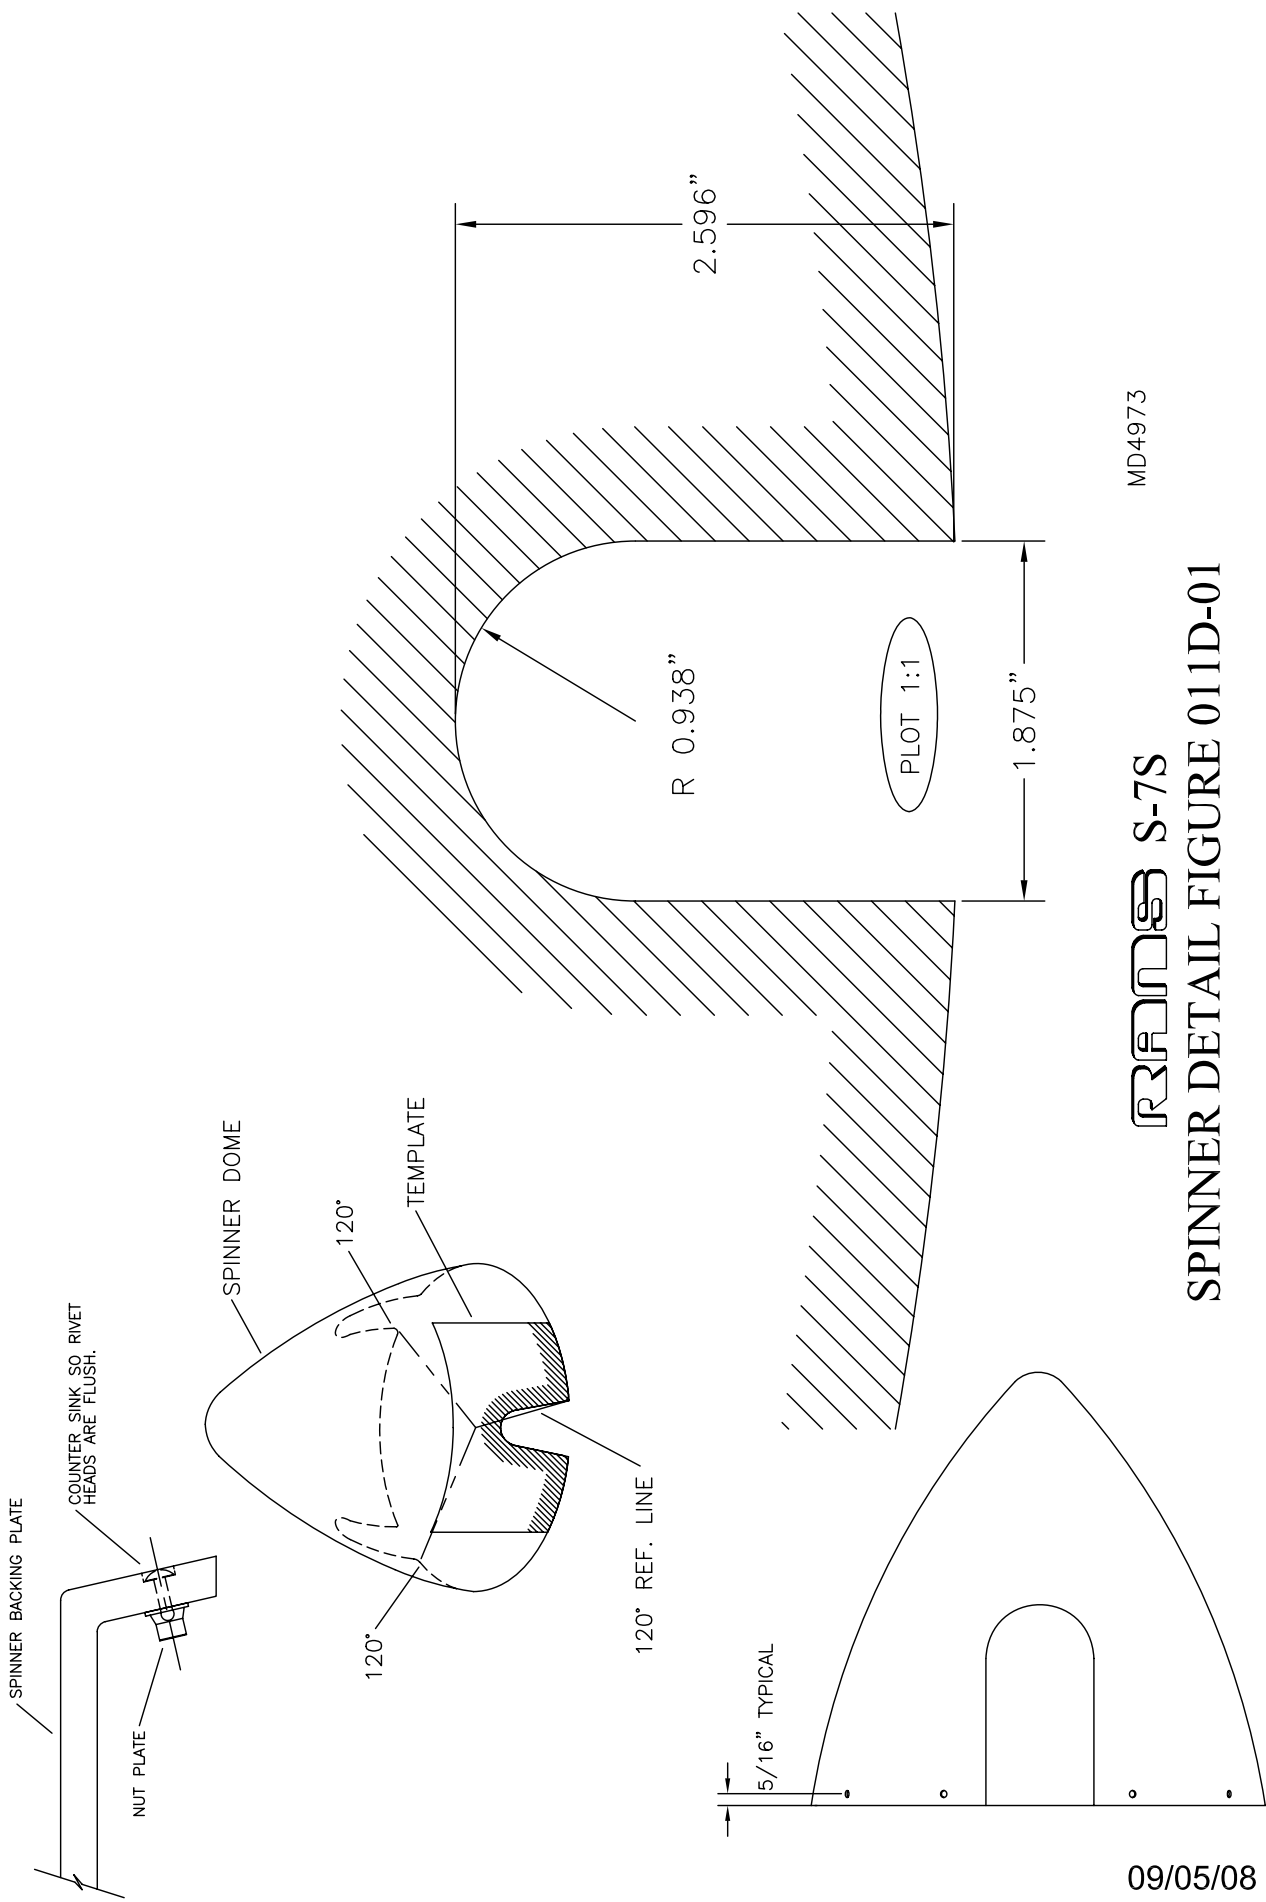 SPINNER BACKING PLATE
COUNTER SINK SO RIVET
HEADS ARE FLUSH.
NUT PLATE
SPINNER DOME
120°
TEMPLATE
120°
120° REF. LINE
2.596”
R 0.938”
PLOT 1:1
1.875”
5/16” TYPICAL
MD4973
RANS S-7S
SPINNER DETAIL FIGURE 011D-01
09/05/08